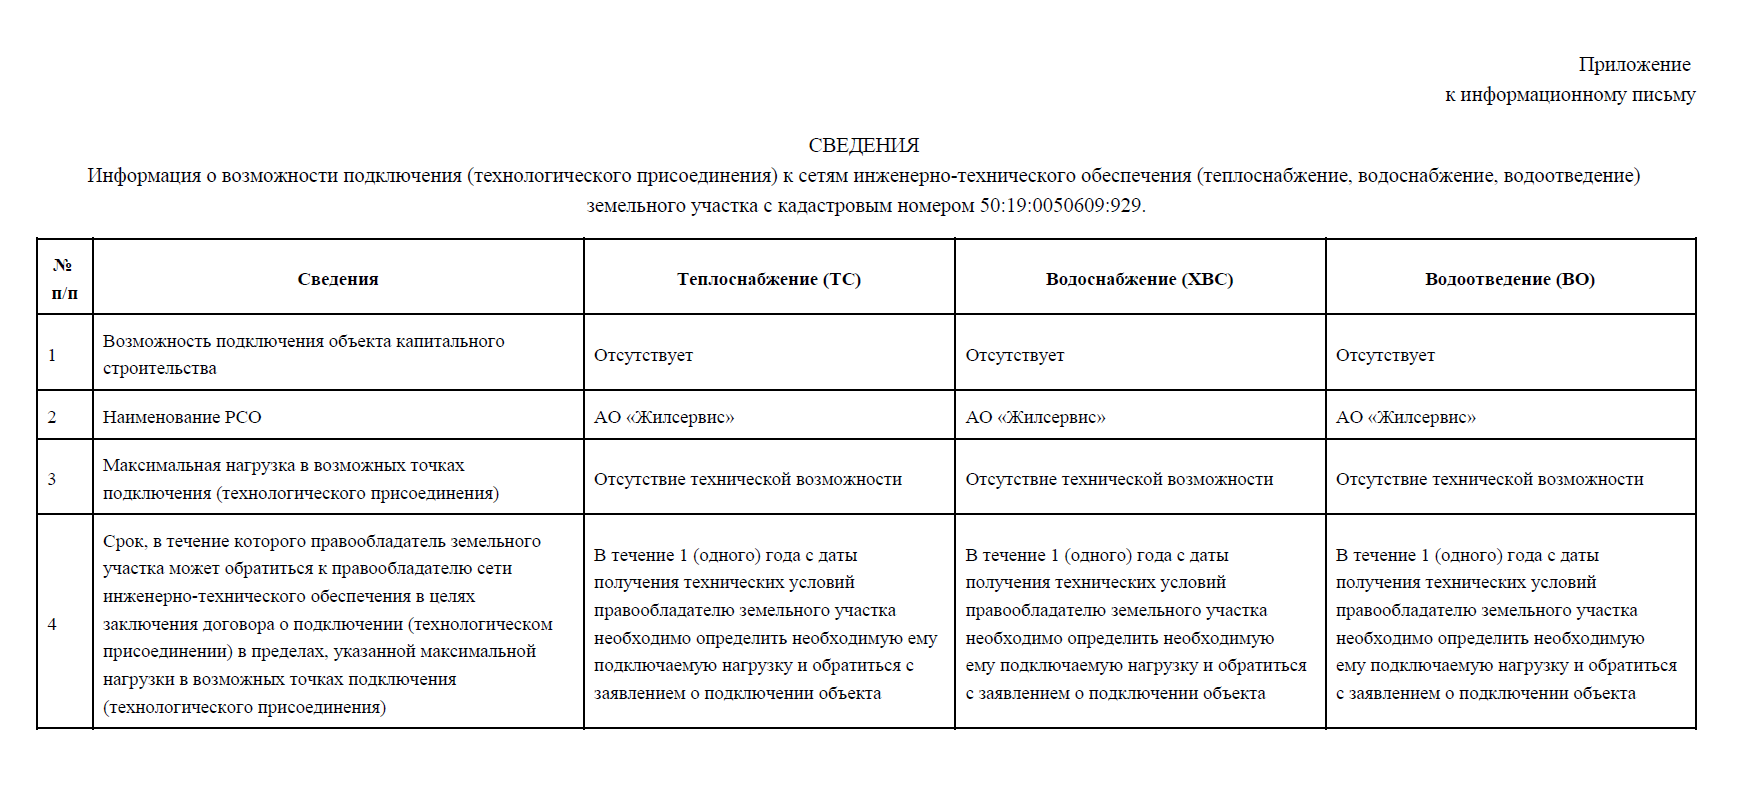 Приложение
к информационному письму
СВЕДЕНИЯ
Информация о возможности подключения (технологического присоединения) к сетям инженерно-технического обеспечения (теплоснабжение, водоснабжение, водоотведение)
земельного участка с кадастровым номером 50:19:0050609:929.
№
п/п
Сведения
Теплоснабжение (ТС)
Водоснабжение (ХВС)
Водоотведение (ВО)
1
Возможность подключения объекта капитального
строительства
Отсутствует
Отсутствует
Отсутствует
2
Наименование РСО
АО «Жилсервис»
АО «Жилсервис»
АО «Жилсервис»
3
Максимальная нагрузка в возможных точках
подключения (технологического присоединения)
Отсутствие технической возможности
Отсутствие технической возможности
Отсутствие технической возможности
4
Срок, в течение которого правообладатель земельного
участка может обратиться к правообладателю сети
инженерно-технического обеспечения в целях
заключения договора о подключении (технологическом
присоединении) в пределах, указанной максимальной
нагрузки в возможных точках подключения
(технологического присоединения)
В течение 1 (одного) года с даты
получения технических условий
правообладателю земельного участка
необходимо определить необходимую ему
подключаемую нагрузку и обратиться с
заявлением о подключении объекта
В течение 1 (одного) года с даты
получения технических условий
правообладателю земельного участка
необходимо определить необходимую
ему подключаемую нагрузку и обратиться
с заявлением о подключении объекта
В течение 1 (одного) года с даты
получения технических условий
правообладателю земельного участка
необходимо определить необходимую
ему подключаемую нагрузку и обратиться
с заявлением о подключении объекта